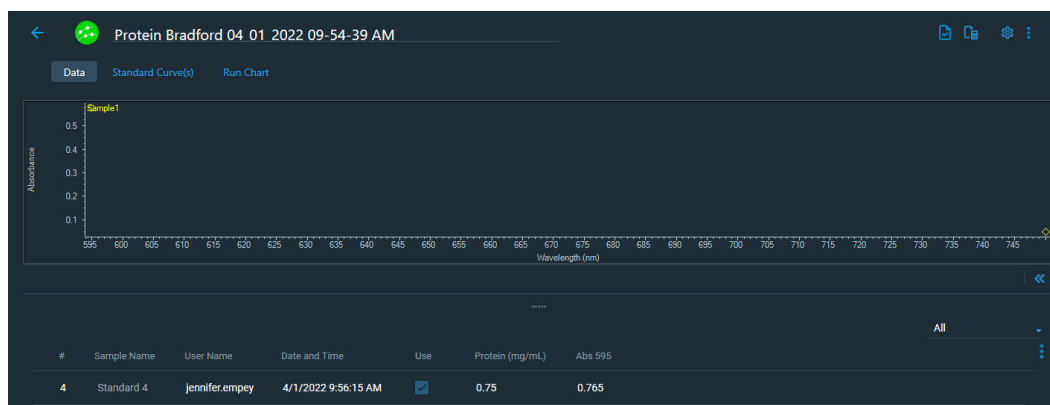 Protein Bradford 04_01_2022 09-54-39 AM
Data Standard Curve(s) Run Chart
Sample1
0.5
0.4
Absorbance
0.3
0.2
0.1
595 600 605 610 615 620 625 630 635 640 645 650 655 660 665 670 675 680 685 690 695 700 705 710 715 720 725 730 735 740 745
Wavelength (nm)
All
# Sample Name User Name Date and Time Use Protein (mg/mL) Abs 595
4 Standard 4 jennifer.empey 4/1/2022 9:56:15 AM 0.75 0.765